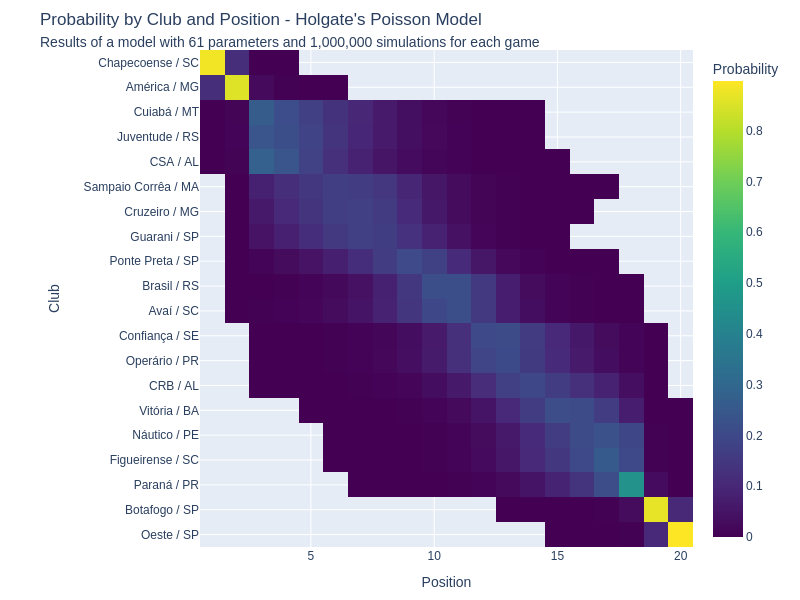 Probability by Club and Position - Holgate's Poisson Model
Results of a model with 61 parameters and 1,000,000 simulations for each game
Probability
Chapecoense / SC
América / MG
Cuiabá / MT
Juventude / RS
CSA / AL
Sampaio Corrêa / MA
Cruzeiro / MG
Guarani / SP
Ponte Preta / SP
Brasil / RS
Avaí / SC
Confiança / SE
Operário / PR
CRB / AL
Vitória / BA
Náutico / PE
Figueirense / SC
Paraná / PR
Botafogo / SP
Oeste / SP
Club
5 10 15 20
Position
0.8
0.7
0.6
0.5
0.4
0.3
0.2
0.1
0